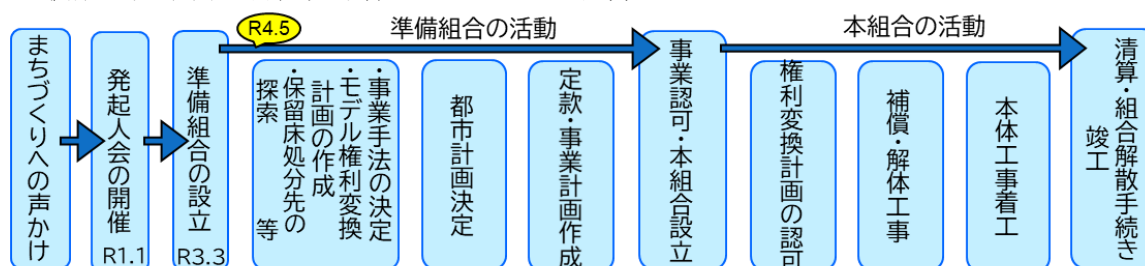 まちづくりへの声かけ
発起人会の開催
R1.1
準備組合の設立
R3.3
R4.5
準備組合の活動
・事業手法の決定
・モデル権利変換
計画の作成
・保留床処分先の
探索　　　等
都市計画決定
定款・事業計画作成
事業認可・本組合設立
本組合の活動
権利変換計画の認可
補償・解体工事
本体工事着工
清算・組合解散手続き
竣工